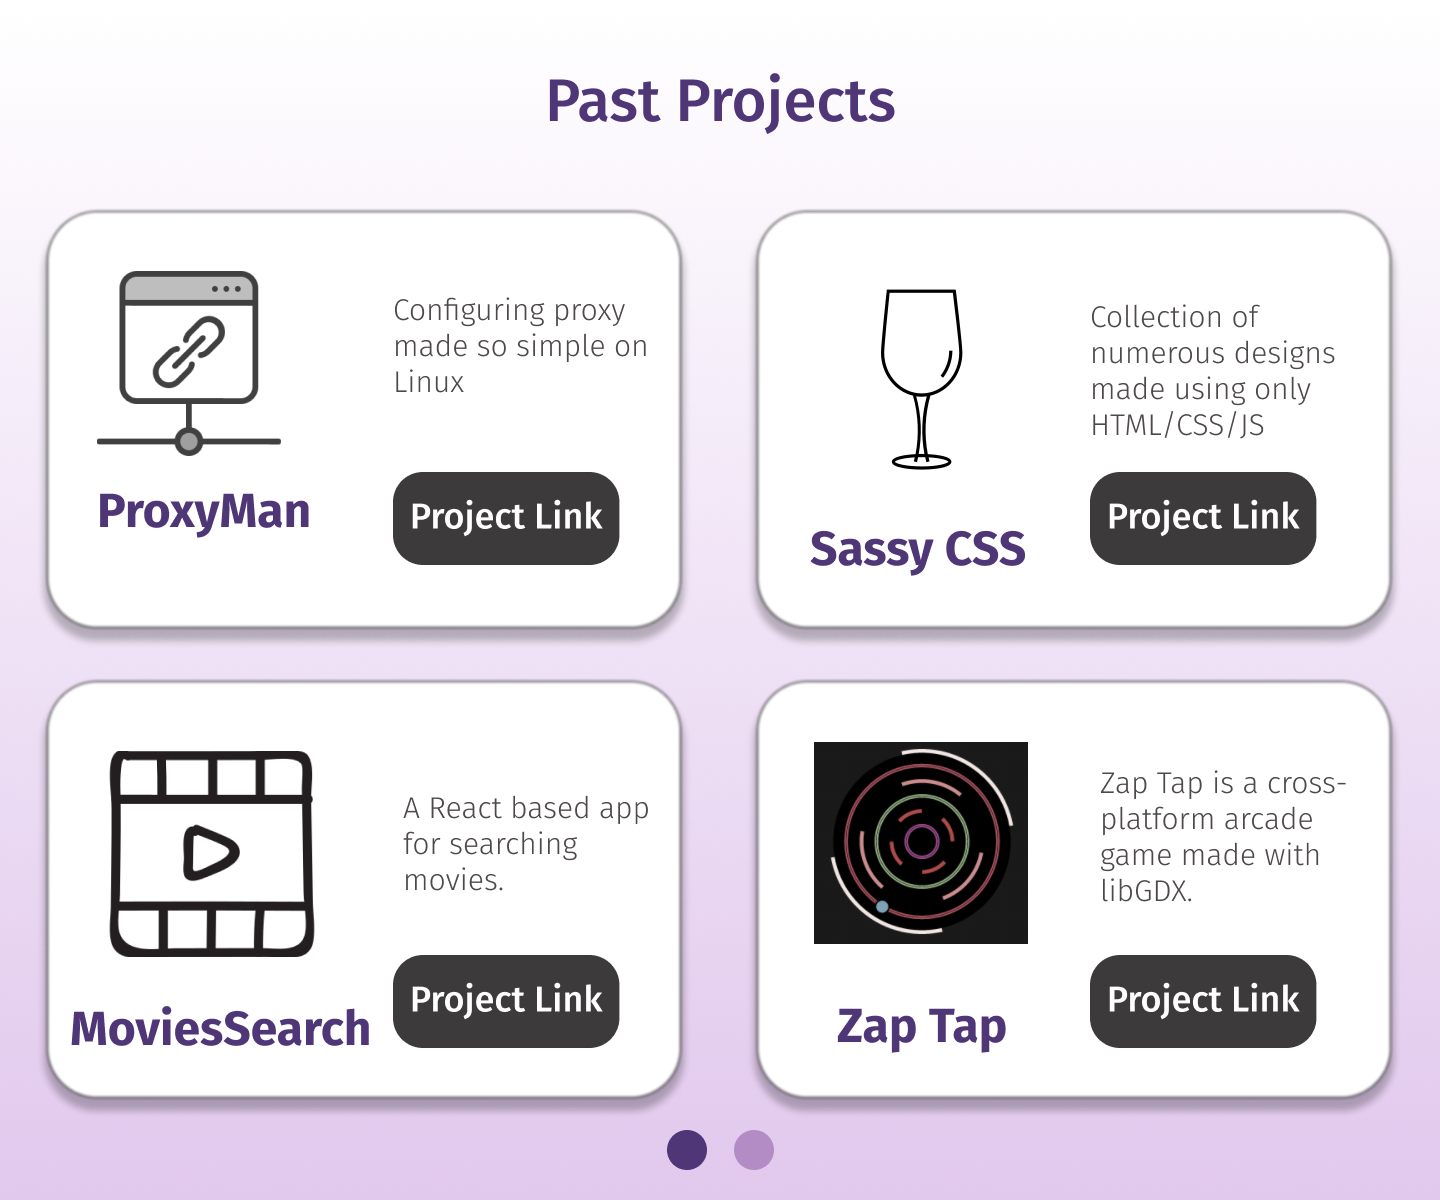 Past Projects
Configuring proxy
made so simple on
Linux
ProxyMan
Project Link
Collection of
numerous designs
made using only
HTML/CSS/JS
Sassy CSS
Project Link
A React based app
for searching
movies.
MoviesSearch
Project Link
Zap Tap is a cross-
platform arcade
game made with
libGDX.
Zap Tap
Project Link